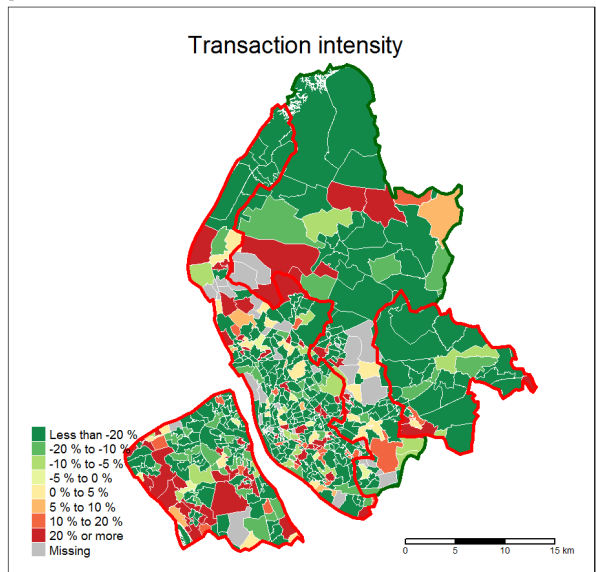 Transaction intensity
Less than -20 %
-20 % to -10 %
-10 % to -5 %
-5 % to 0 %
0 % to 5 %
5 % to 10 %
10 % to 20 %
20 % or more
Missing
0 5 10 15 km